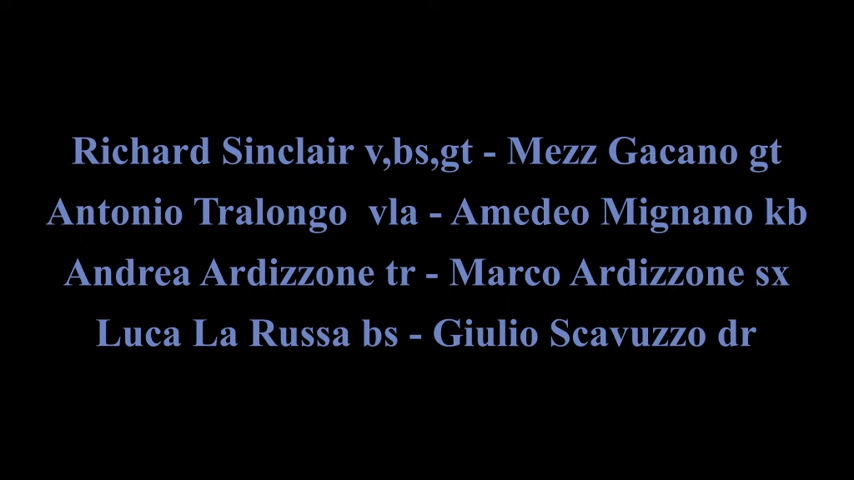 Richard Sinclair v,bs,gt - Mezz Gacano gt
Antonio Tralongo  vla - Amedeo Mignano kb
Andrea Ardizzone tr - Marco Ardizzone sx
Luca La Russa bs - Giulio Scavuzzo dr